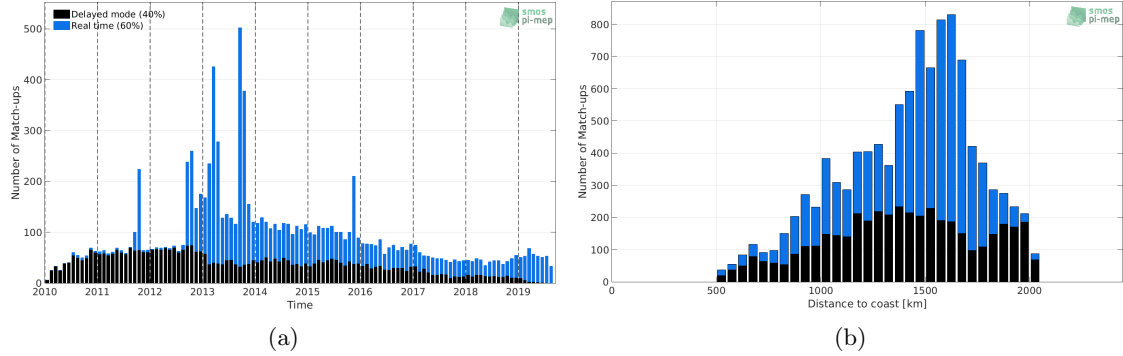 Delayed mode (40%)
Real time (60%)
smos
pi-mep
500
400
300
200
100
0
Number of Match-ups
2010 2011 2012 2013 2014 2015 2016 2017 2018 2019
Time
(a)
smos
pi-mep
800
700
600
500
400
300
200
100
0
Number of Match-ups
0 500 1000 1500 2000
Distance to coast [km]
(b)